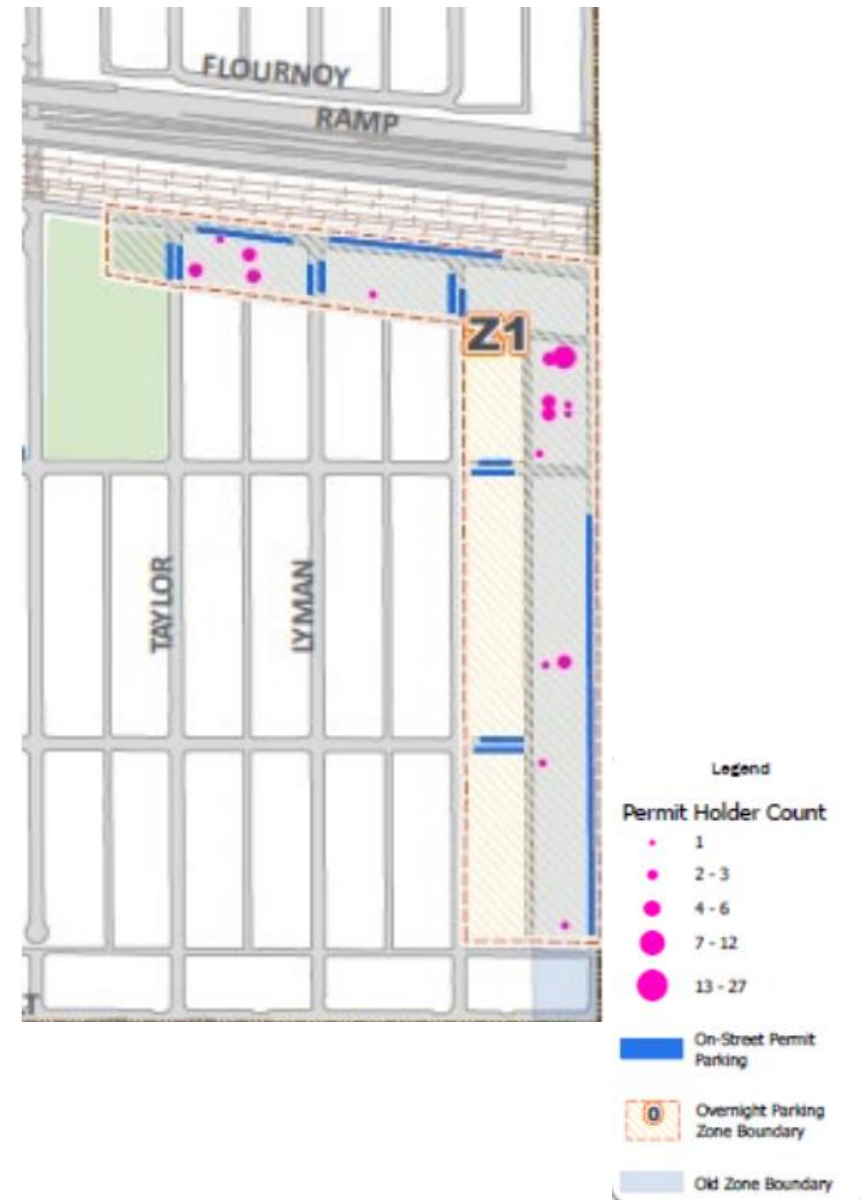 FLOURNOY
RAMP
Z1
TAYLOR
LYMAN
T
Legend
Permit Holder Count
1
2 - 3
4 - 6
7 - 12
13 - 27
On-Street Permit
Parking
0
Overnight Parking
Zone Boundary
Old Zone Boundary